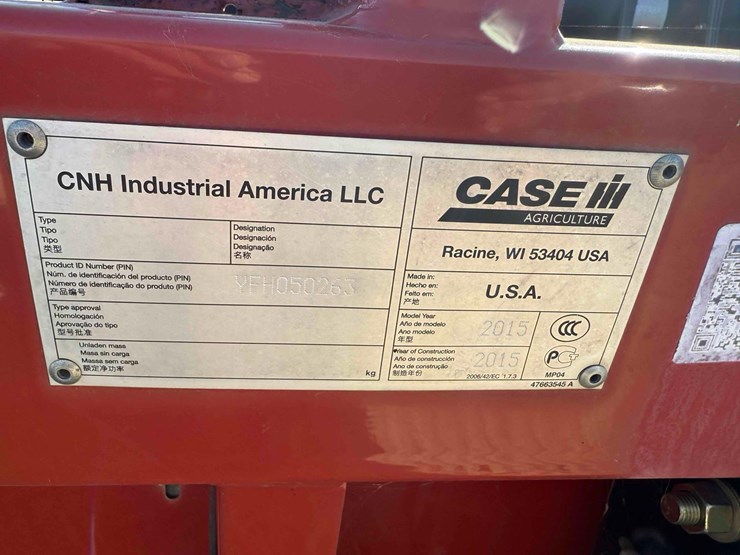 CNH Industrial America LLC
Type
Tipo
Tipo
类型
Designation
Designación
Designação
名称
Product ID Number (PIN)
Núm. de identificación del producto (PIN)
Número de identificação do produto (PIN)
产品编号
YFH050263
Type approval
Homologación
Aprovação do tipo
型号批准
Unladen mass
Masa sin carga
Massa sem carga
额定净功率
kg
CASE IH
AGRICULTURE
Racine, WI 53404 USA
Made in:
Hecho en:
Feito em:
产地
U.S.A.
Model Year
Año de modelo
Ano modelo
年型
2015
CCC
Year of Construction
Año de construcción
Ano de construção
制造年份
2015
2006/42/EC 1.7.3
MP04
47663545 A